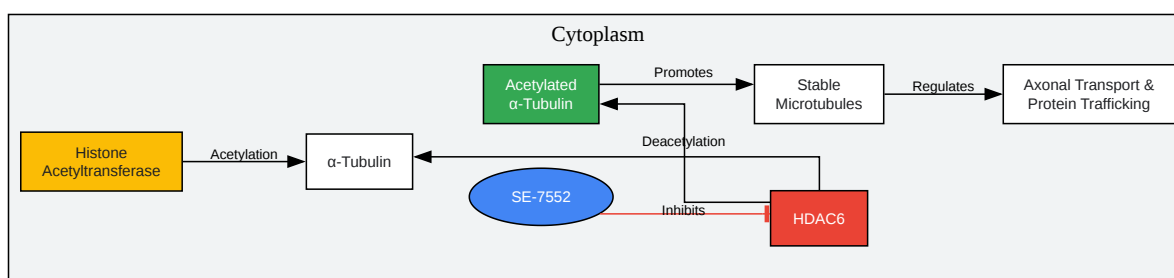 Cytoplasm
Acetylated
α-Tubulin
Promotes
Stable
Microtubules
Regulates
Axonal Transport &
Protein Trafficking
Histone
Acetyltransferase
Acetylation
α-Tubulin
Deacetylation
SE-7552
Inhibits
HDAC6